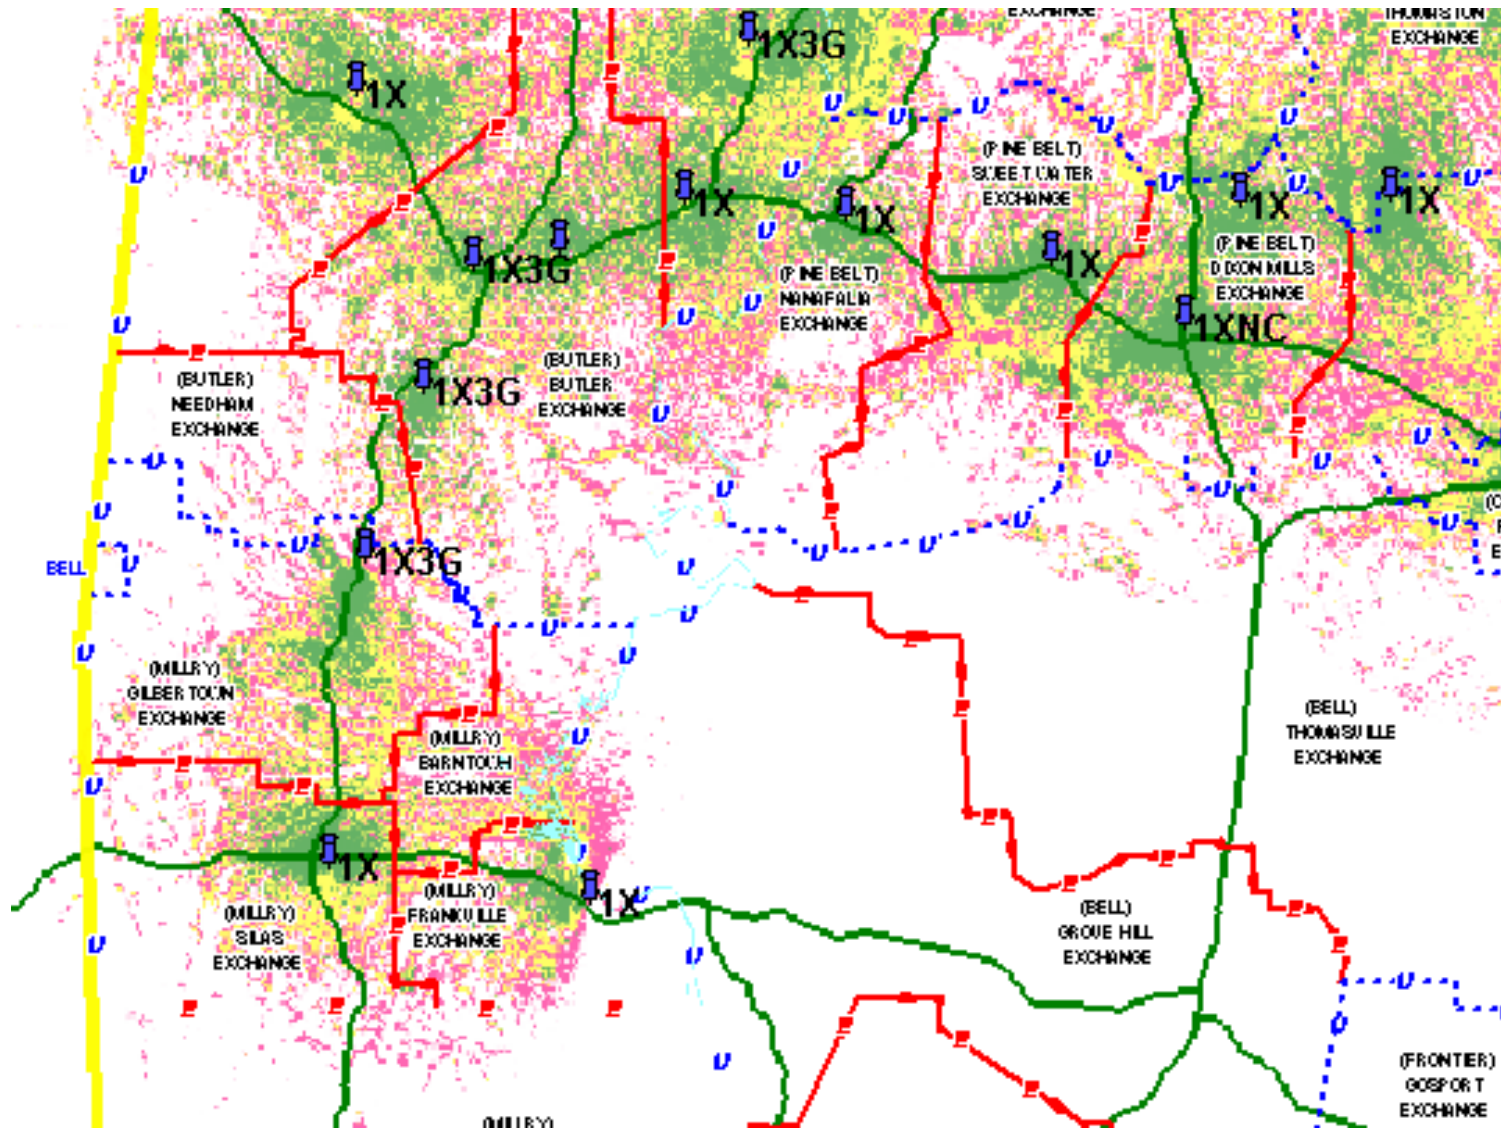 EXCHANGE
THOMASTON
EXCHANGE
1X3G
1X
(PINE BELT)
SWEET WATER
EXCHANGE
1X
1X
1X
1X
1X3G
1X
(PINE BELT)
DIXON MILLS
EXCHANGE
(PINE BELT)
NANAFALIA
EXCHANGE
1XNC
(BUTLER)
BUTLER
EXCHANGE
(BUTLER)
NEEDHAM
EXCHANGE
1X3G
1X3G
BELL
(MILLRY)
GILBERTOWN
EXCHANGE
(BELL)
THOMASVILLE
EXCHANGE
(MILLRY)
BARNTOWN
EXCHANGE
1X
1X
(MILLRY)
FRANKVILLE
EXCHANGE
(MILLRY)
SILAS
EXCHANGE
(BELL)
GROVE HILL
EXCHANGE
(FRONTIER)
GOSPORT
EXCHANGE
(MILLRY)